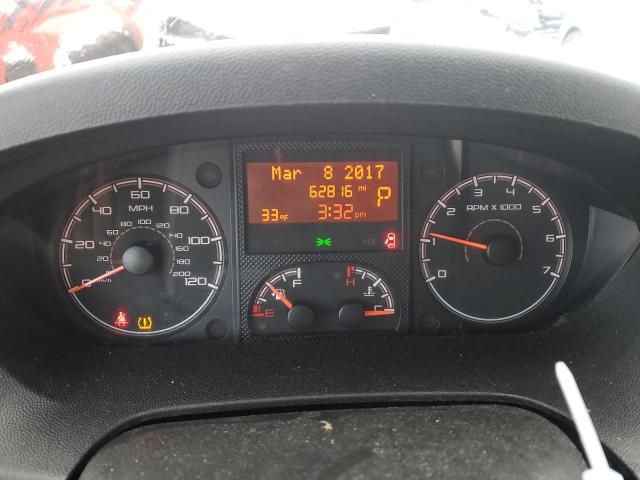 Mar 8 2017
62816 mi
P
33°F
3:32 pm
MPH
0 20 40 60 80 100 120
20 40 60 80 100 120 140 160 180 200
km/h
RPM X 1000
0 1 2 3 4 5 6 7
E F
H C